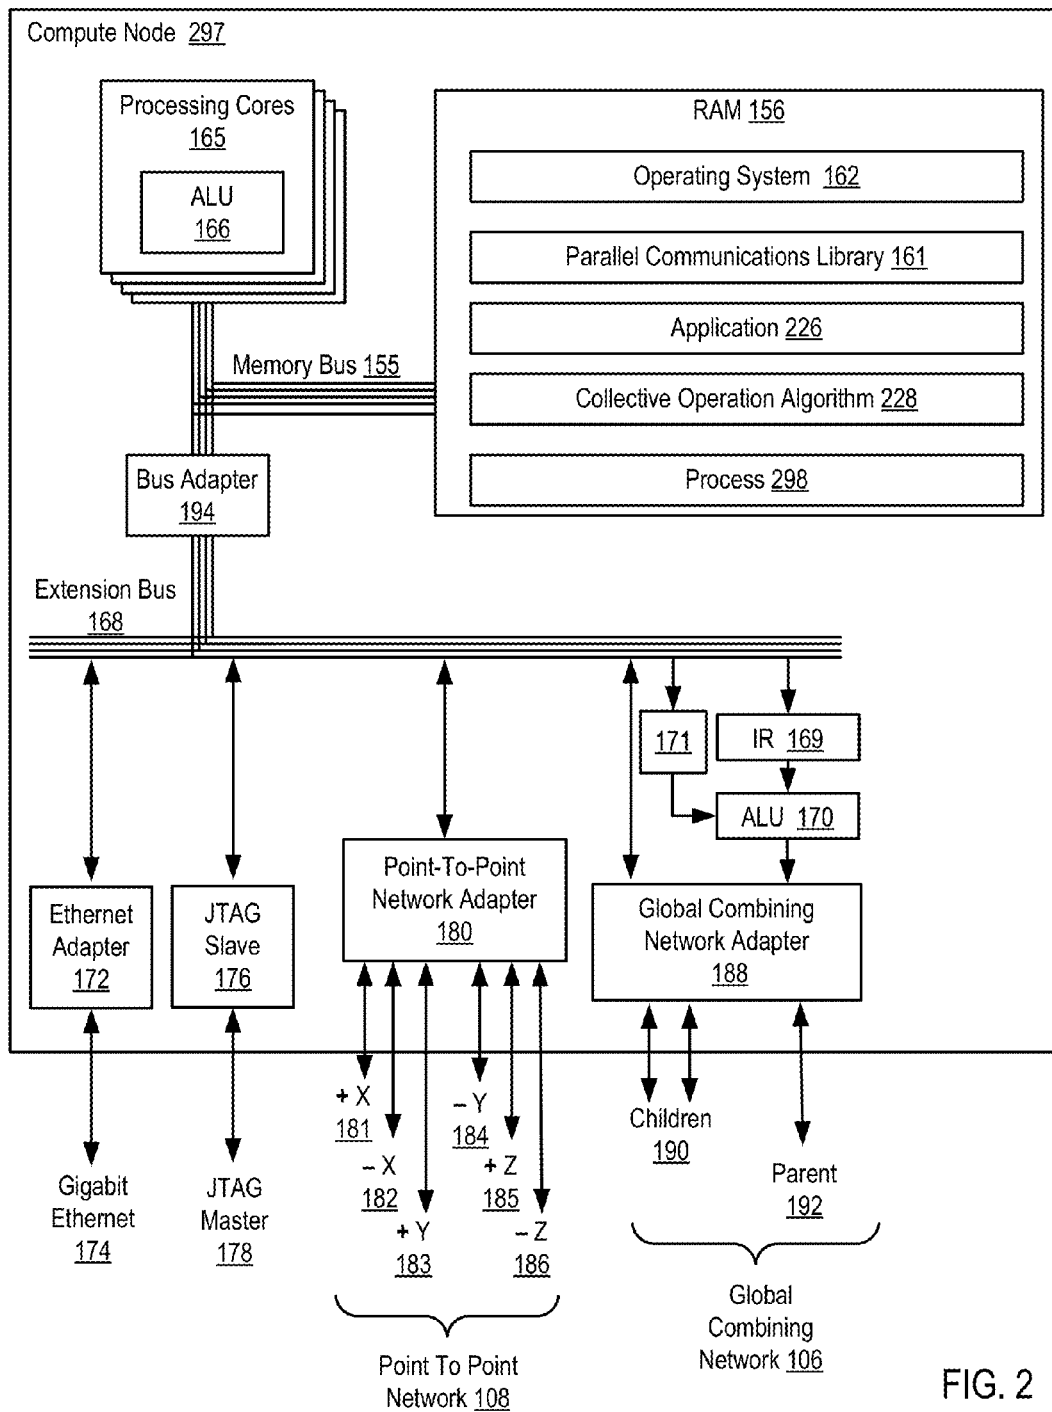 Compute Node 297
Processing Cores
165
ALU
166
RAM 156
Operating System 162
Parallel Communications Library 161
Application 226
Collective Operation Algorithm 228
Process 298
Memory Bus 155
Bus Adapter
194
Extension Bus
168
171
IR 169
ALU 170
Ethernet
Adapter
172
JTAG
Slave
176
Point-To-Point
Network Adapter
180
Global Combining
Network Adapter
188
+ X
181
– X
182
+ Y
183
– Y
184
+ Z
185
– Z
186
Children
190
Parent
192
Gigabit
Ethernet
174
JTAG
Master
178
Point To Point
Network 108
Global
Combining
Network 106
FIG. 2